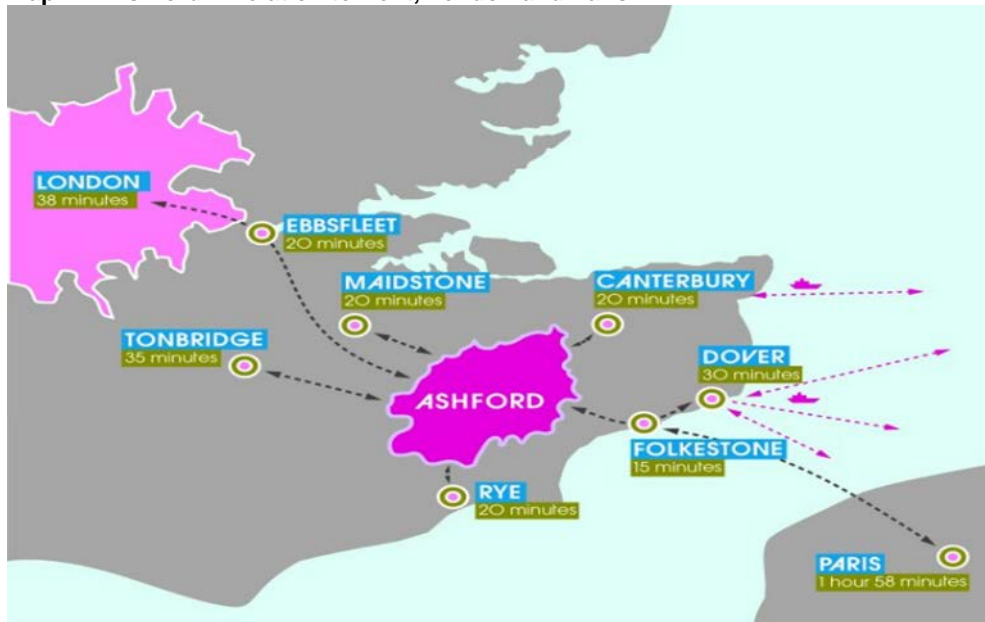 LONDON
38 minutes
EBBSFLEET
20 minutes
MAIDSTONE
20 minutes
CANTERBURY
20 minutes
TONBRIDGE
35 minutes
DOVER
30 minutes
ASHFORD
FOLKESTONE
15 minutes
RYE
20 minutes
PARIS
1 hour 58 minutes